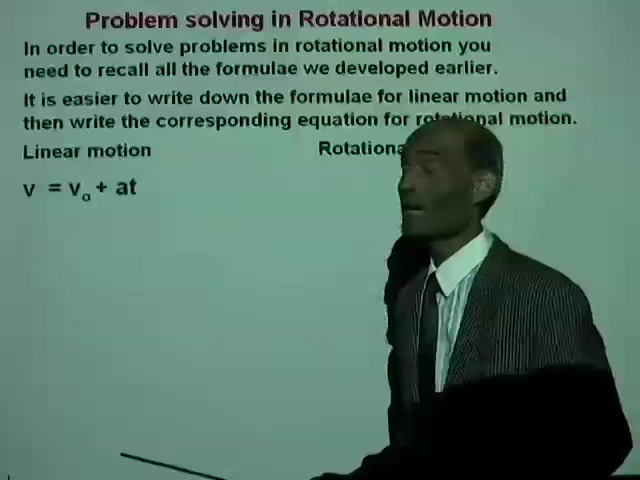 Problem solving in Rotational Motion
In order to solve problems in rotational motion you
need to recall all the formulae we developed earlier.
It is easier to write down the formulae for linear motion and
then write the corresponding equation for rotational motion.
Linear motion Rotationa
v = vo + at